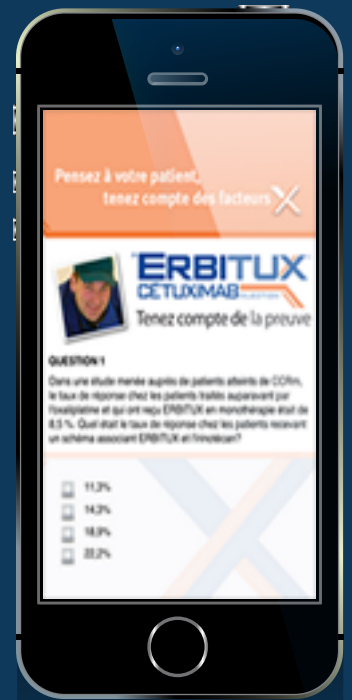 Pensez à votre patient,
tenez compte des facteurs
ERBITUX
CETUXIMAB INJECTION
Tenez compte de la preuve
QUESTION 1
Dans une étude menée auprès de patients atteints de CCRm,
le taux de réponse chez les patients traités auparavant par
l'oxaliplatine et qui ont reçu ERBITUX en monothérapie était de
8,5 %. Quel était le taux de réponse chez les patients recevant
un schéma associant ERBITUX et l'irinotécan?
11,3%
14,3%
18,9%
22,2%